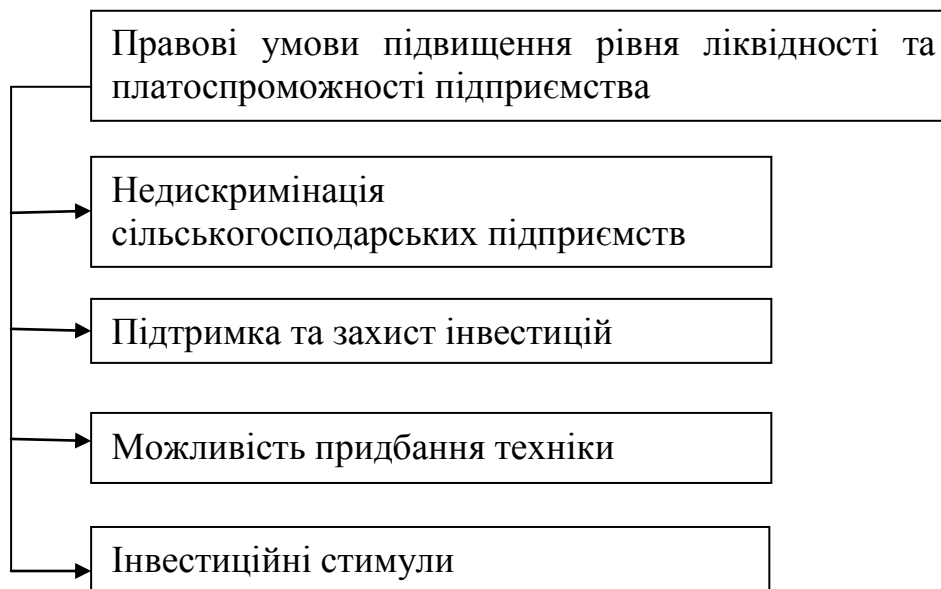 Правові умови підвищення рівня ліквідності та
платоспроможності підприємства
Недискримінація
сільськогосподарських підприємств
Підтримка та захист інвестицій
Можливість придбання техніки
Інвестиційні стимули